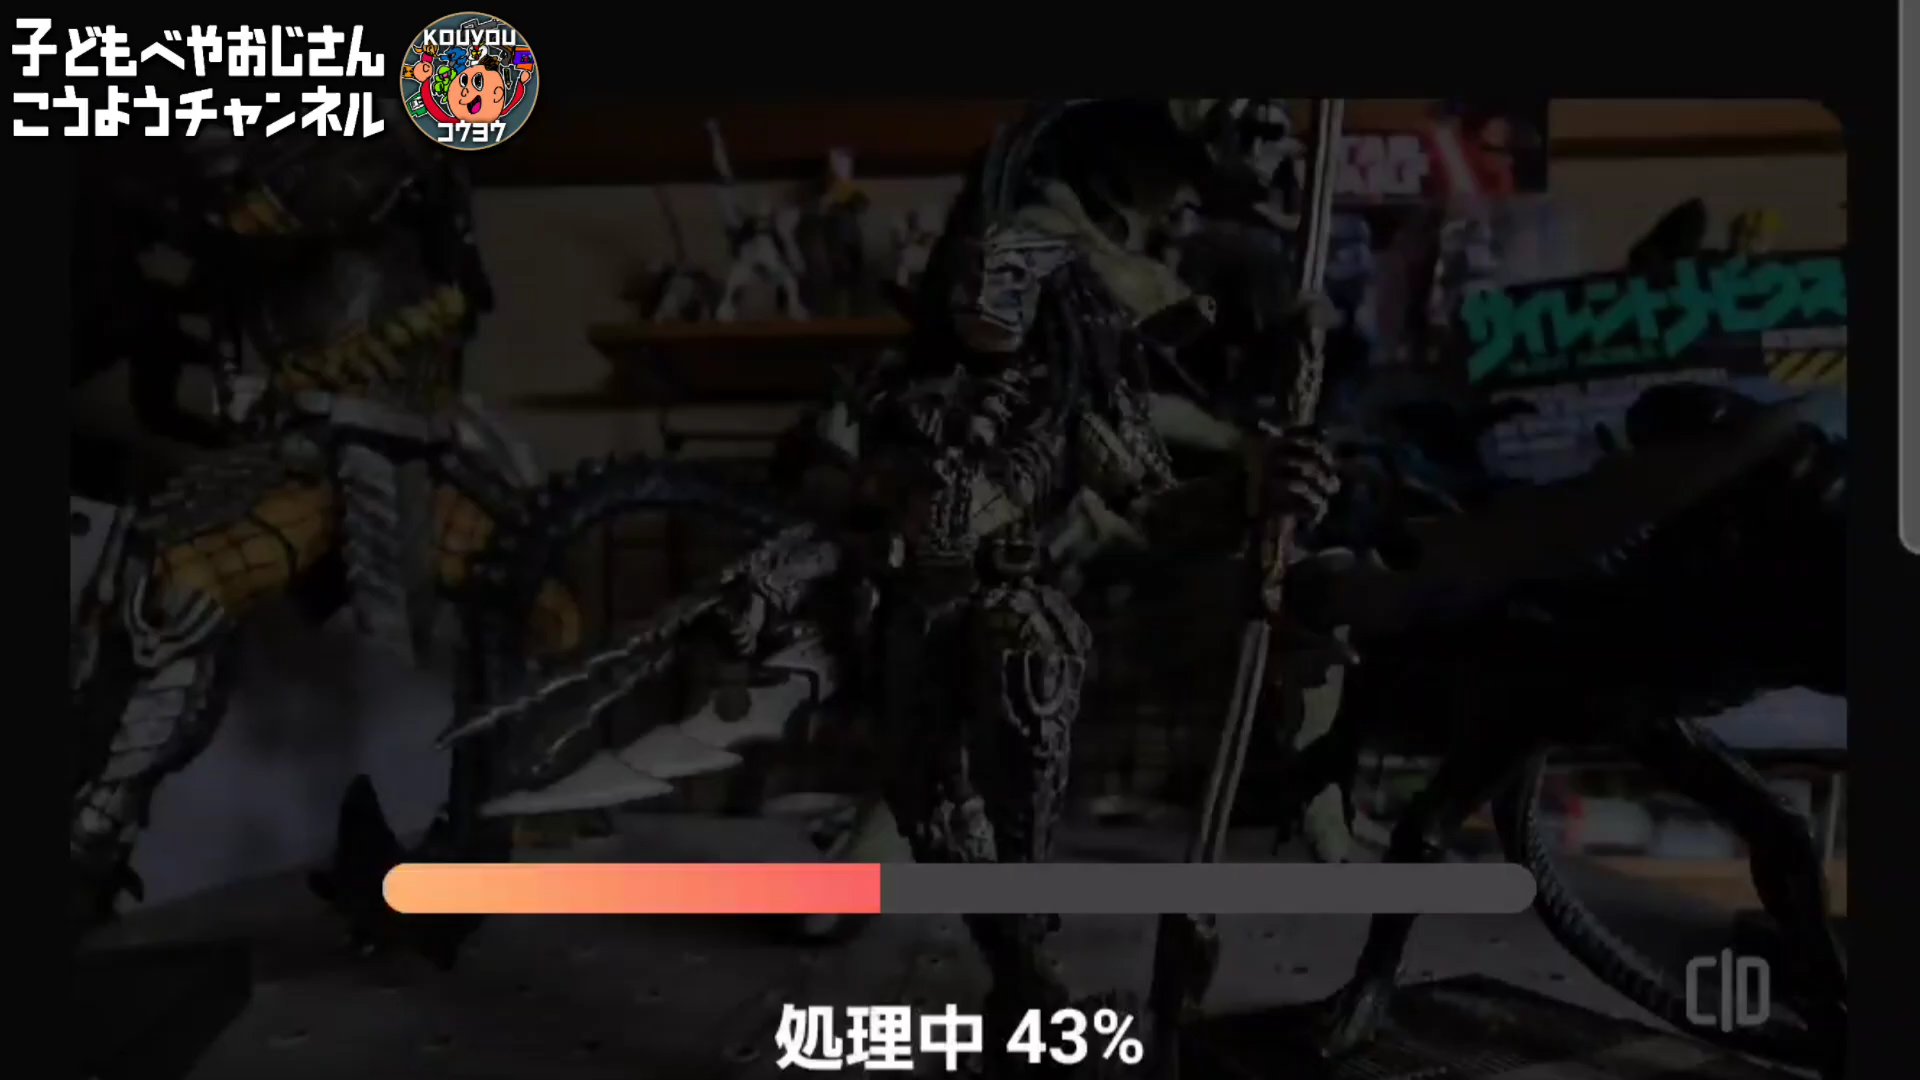 子どもべやおじさん
こうようチャンネル
KOUYOU
コウヨウ
サイレントメビウス
処理中 43%